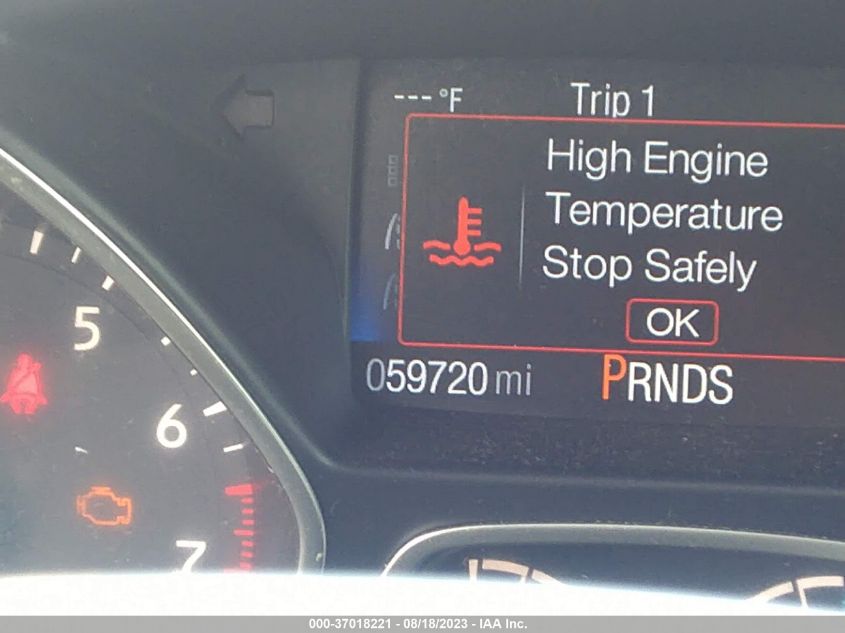 --- °F
Trip 1
High Engine
Temperature
Stop Safely
OK
059720 mi
PRNDS
5
6
7
000-37018221 - 08/18/2023 - IAA Inc.